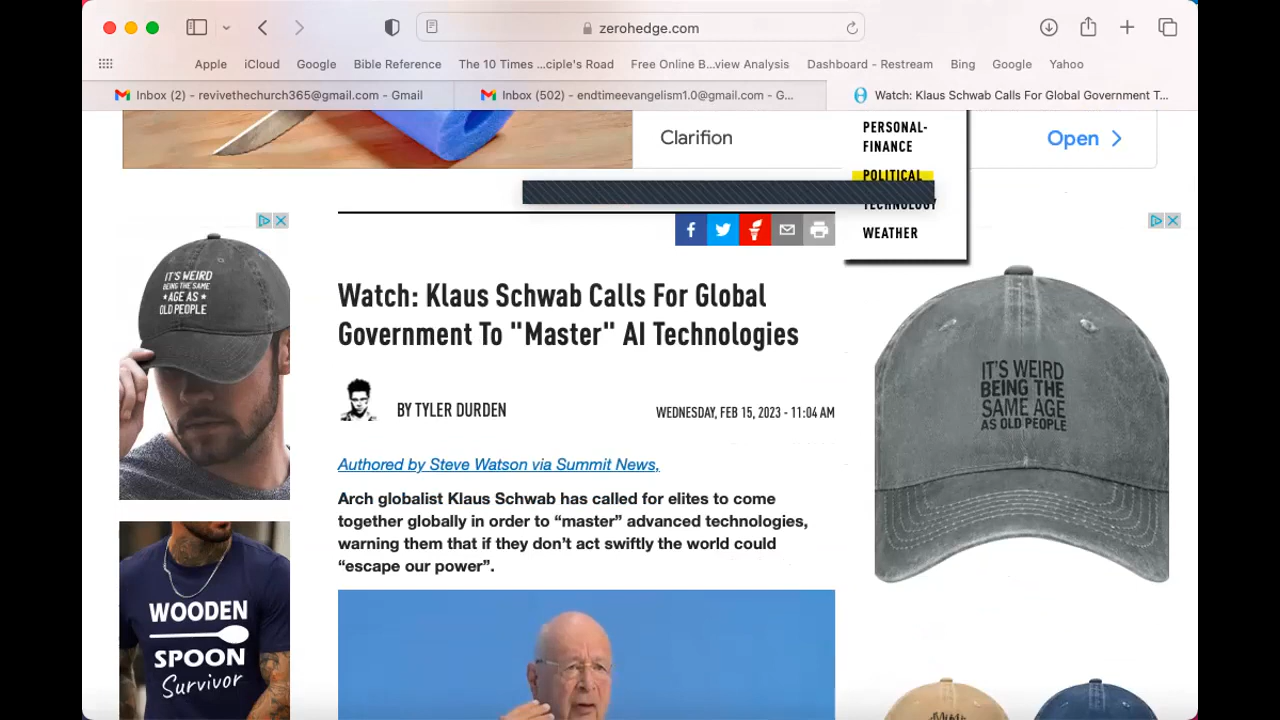 zerohedge.com
Apple iCloud Google Bible Reference The 10 Times ...ciple's Road Free Online B...view Analysis Dashboard - Restream Bing Google Yahoo
Inbox (2) - revivethechurch365@gmail.com - Gmail
Inbox (502) - endtimeevangelism1.0@gmail.com - G...
Watch: Klaus Schwab Calls For Global Government T...
Clarifion
Open
PERSONAL-
FINANCE
POLITICAL
TECHNOLOGY
WEATHER
IT'S WEIRD
BEING THE SAME
AGE AS
OLD PEOPLE
Watch: Klaus Schwab Calls For Global
Government To "Master" AI Technologies
BY TYLER DURDEN
WEDNESDAY, FEB 15, 2023 - 11:04 AM
Authored by Steve Watson via Summit News,
Arch globalist Klaus Schwab has called for elites to come
together globally in order to “master” advanced technologies,
warning them that if they don’t act swiftly the world could
“escape our power”.
IT'S WEIRD
BEING THE
SAME AGE
AS OLD PEOPLE
WOODEN
SPOON
Survivor